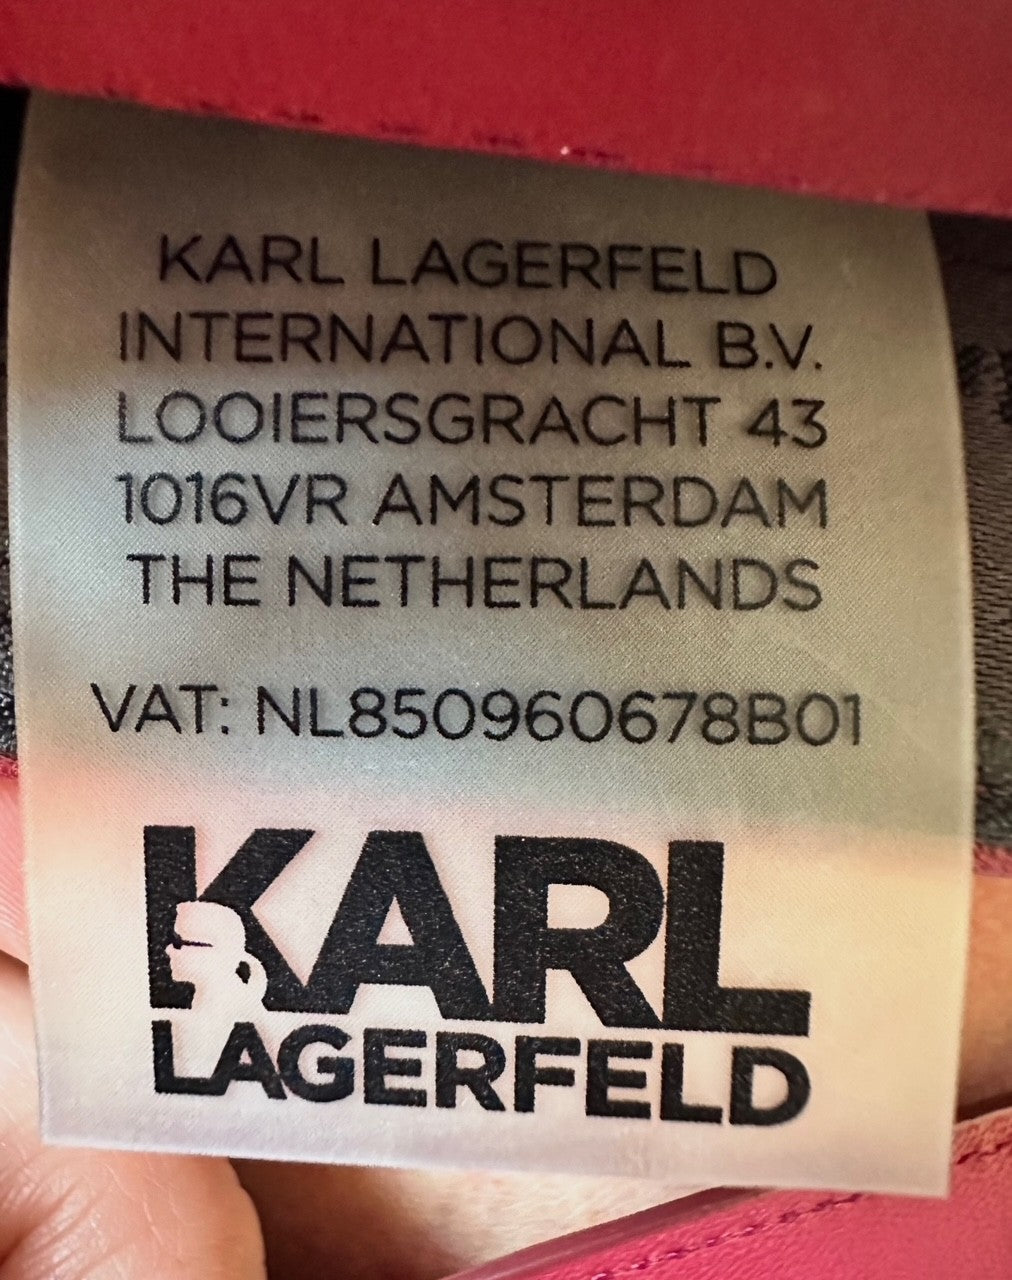 KARL LAGERFELD
INTERNATIONAL B.V.
LOOIERSGRACHT 43
1016VR AMSTERDAM
THE NETHERLANDS
VAT: NL850960678B01
KARL
LAGERFELD